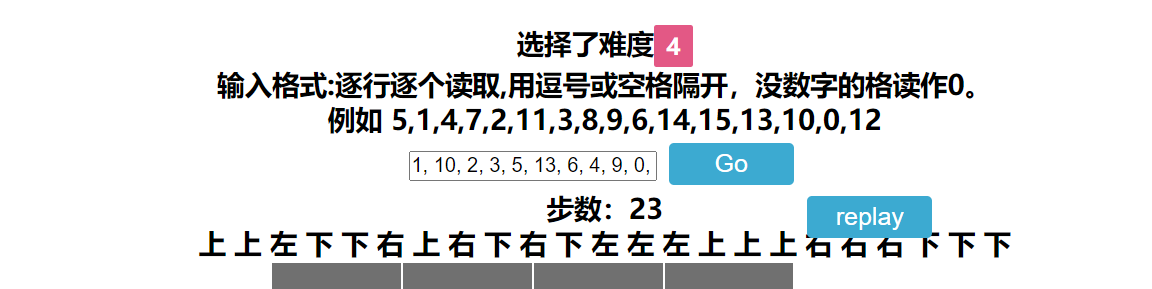 选择了难度 4
输入格式:逐行逐个读取,用逗号或空格隔开，没数字的格读作0。
例如 5,1,4,7,2,11,3,8,9,6,14,15,13,10,0,12
1, 10, 2, 3, 5, 13, 6, 4, 9, 0, Go
步数：23 replay
上 上 左 下 下 右 上 右 下 右 下 左 左 左 上 上 上 右 右 右 下 下 下